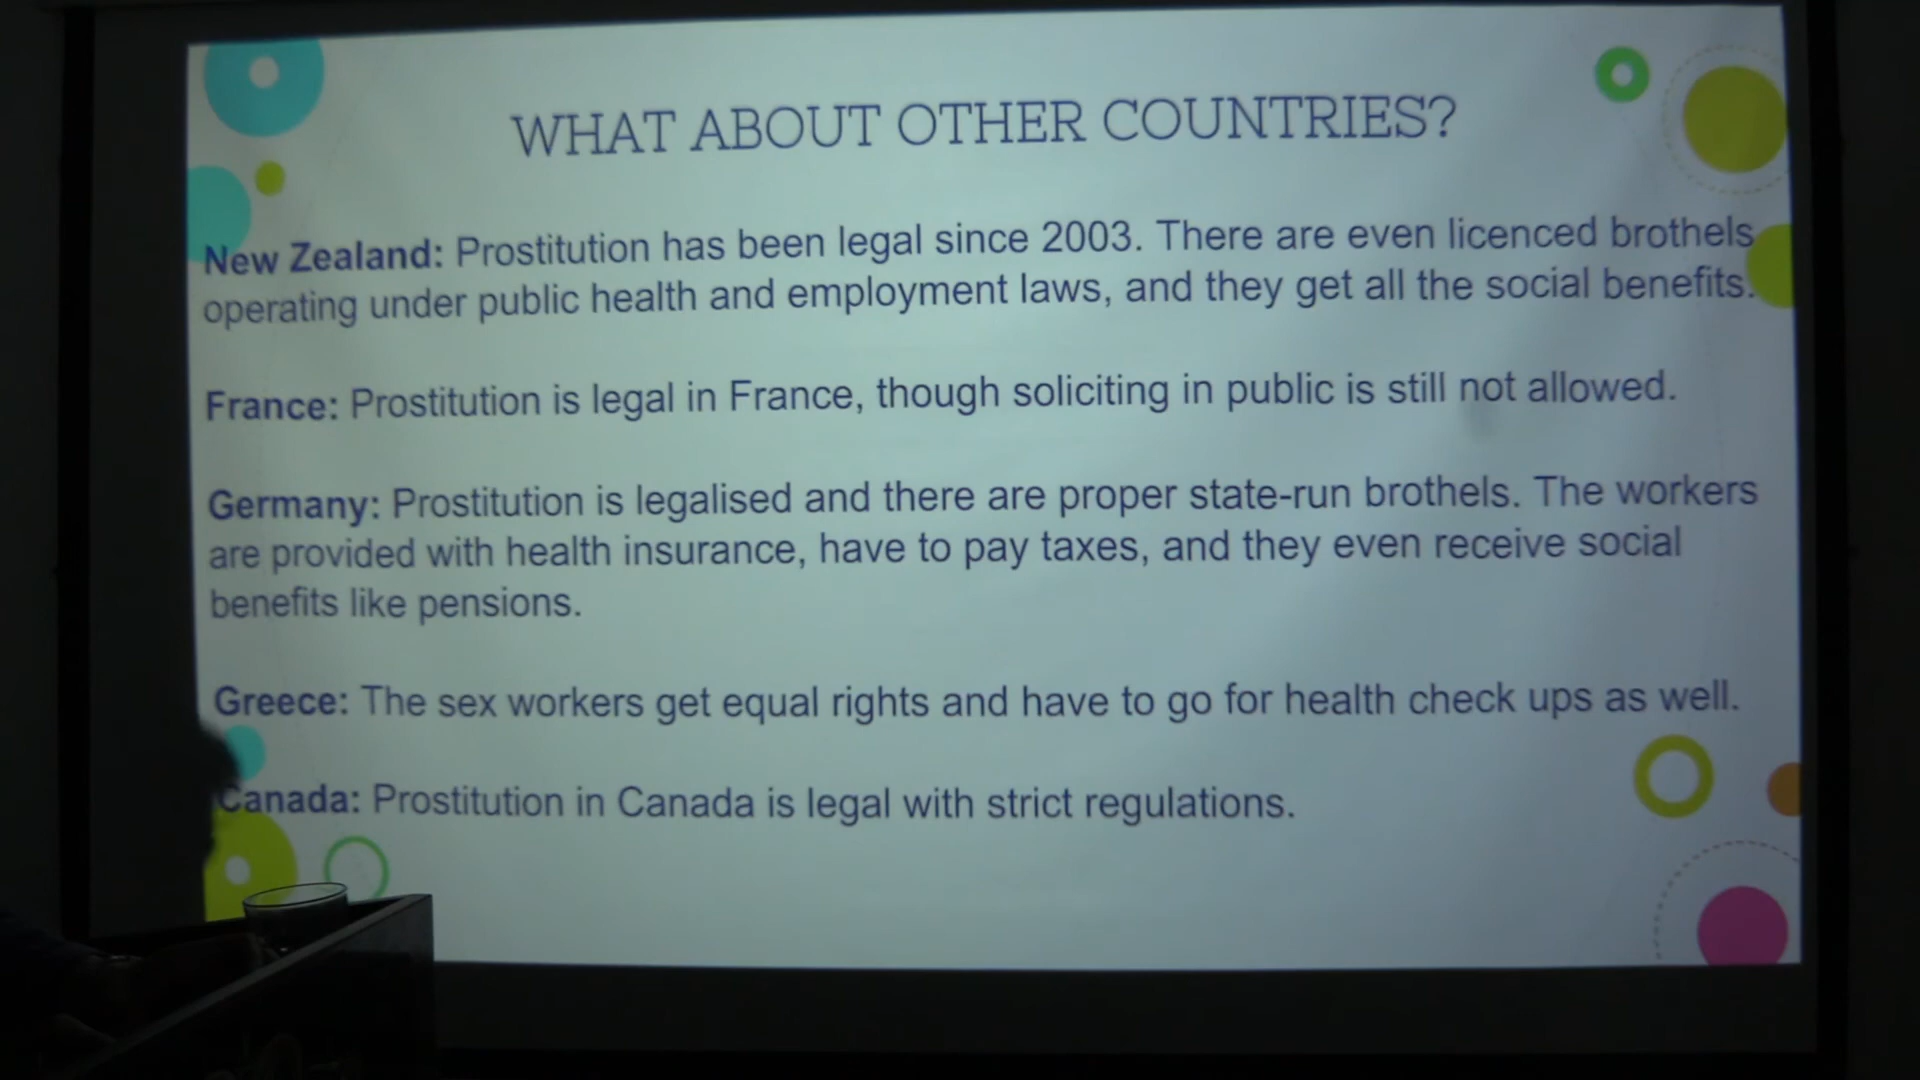 WHAT ABOUT OTHER COUNTRIES?
New Zealand: Prostitution has been legal since 2003. There are even licenced brothels
operating under public health and employment laws, and they get all the social benefits.
France: Prostitution is legal in France, though soliciting in public is still not allowed.
Germany: Prostitution is legalised and there are proper state-run brothels. The workers
are provided with health insurance, have to pay taxes, and they even receive social
benefits like pensions.
Greece: The sex workers get equal rights and have to go for health check ups as well.
Canada: Prostitution in Canada is legal with strict regulations.